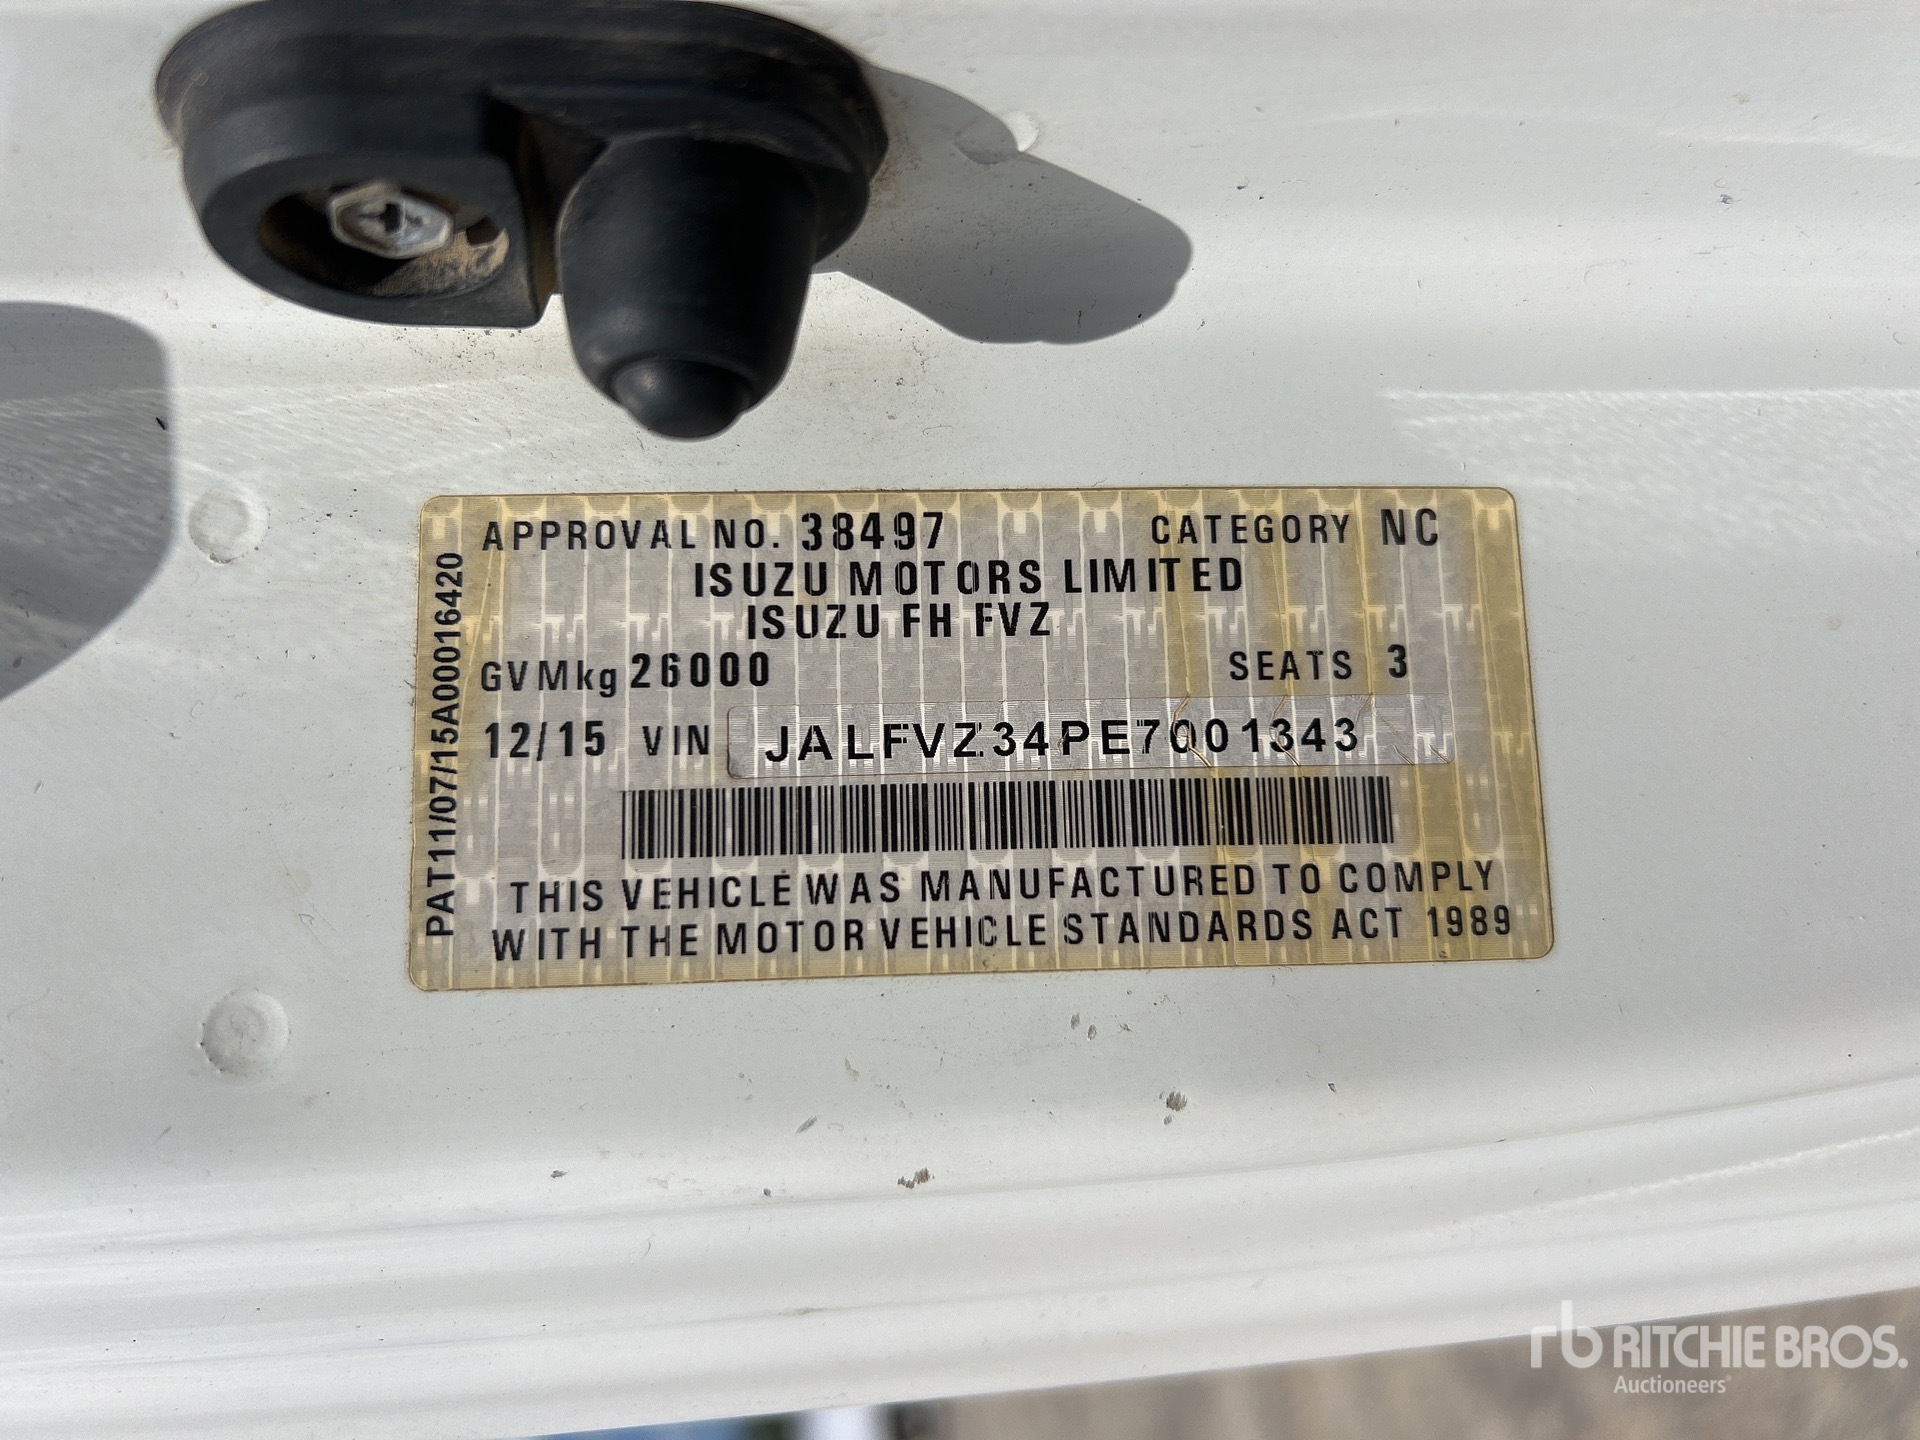 APPROVAL NO. 38497 CATEGORY NC
ISUZU MOTORS LIMITED
ISUZU FH FVZ
GVMkg 26000 SEATS 3
12/15 VIN JALFVZ34PE7001343
THIS VEHICLE WAS MANUFACTURED TO COMPLY
WITH THE MOTOR VEHICLE STANDARDS ACT 1989
PAT11/07/15A00016420
rb RITCHIE BROS.
Auctioneers